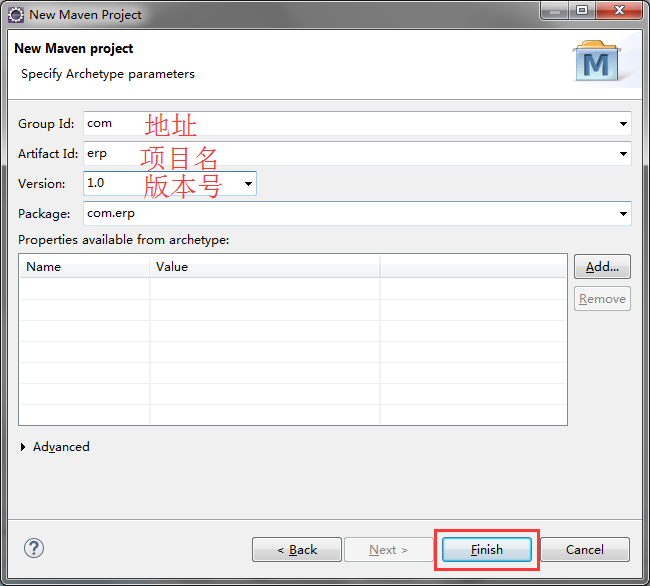 New Maven Project
New Maven project
Specify Archetype parameters
M
Group Id: com 地址
Artifact Id: erp 项目名
Version: 1.0 版本号
Package: com.erp
Properties available from archetype:
Name Value
Add...
Remove
Advanced
?
< Back Next > Finish Cancel